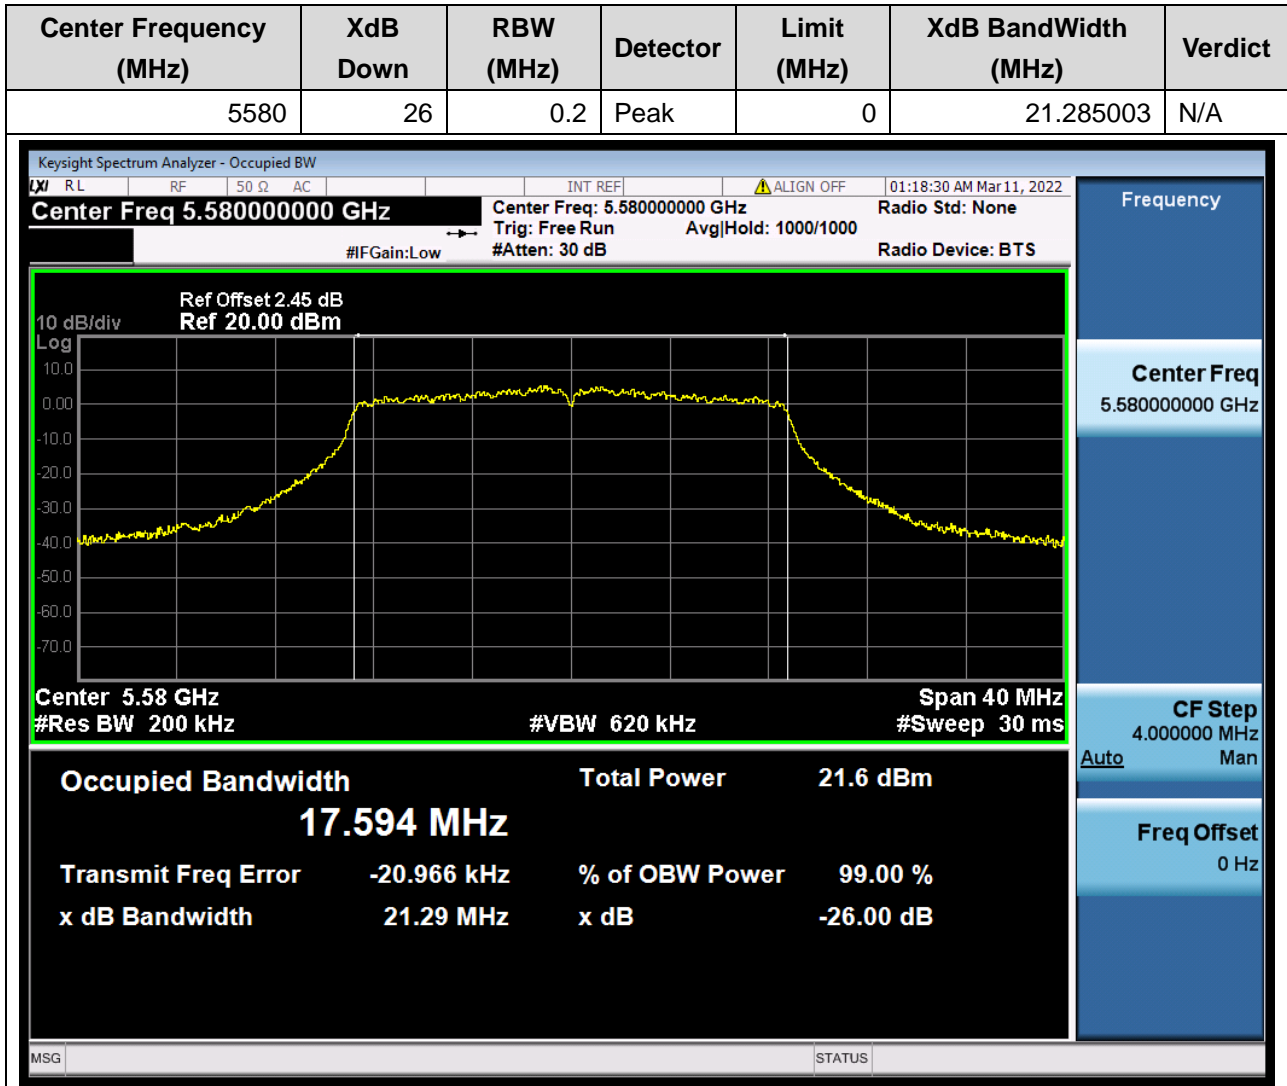 Center Frequency (MHz) XdB Down RBW (MHz) Detector Limit (MHz) XdB BandWidth (MHz) Verdict
5580 26 0.2 Peak 0 21.285003 N/A
Keysight Spectrum Analyzer - Occupied BW
LXI RL RF 50 Ω AC INT REF ALIGN OFF 01:18:30 AM Mar 11, 2022
Center Freq 5.580000000 GHz Center Freq: 5.580000000 GHz Radio Std: None
Trig: Free Run Avg|Hold: 1000/1000
#IFGain:Low #Atten: 30 dB Radio Device: BTS
Ref Offset 2.45 dB
10 dB/div Ref 20.00 dBm
Log
10.0
0.00
-10.0
-20.0
-30.0
-40.0
-50.0
-60.0
-70.0
Center 5.58 GHz Span 40 MHz
#Res BW 200 kHz #VBW 620 kHz #Sweep 30 ms
Occupied Bandwidth Total Power 21.6 dBm
17.594 MHz
Transmit Freq Error -20.966 kHz % of OBW Power 99.00 %
x dB Bandwidth 21.29 MHz x dB -26.00 dB
Frequency
Center Freq
5.580000000 GHz
CF Step
4.000000 MHz
Auto Man
Freq Offset
0 Hz
MSG STATUS